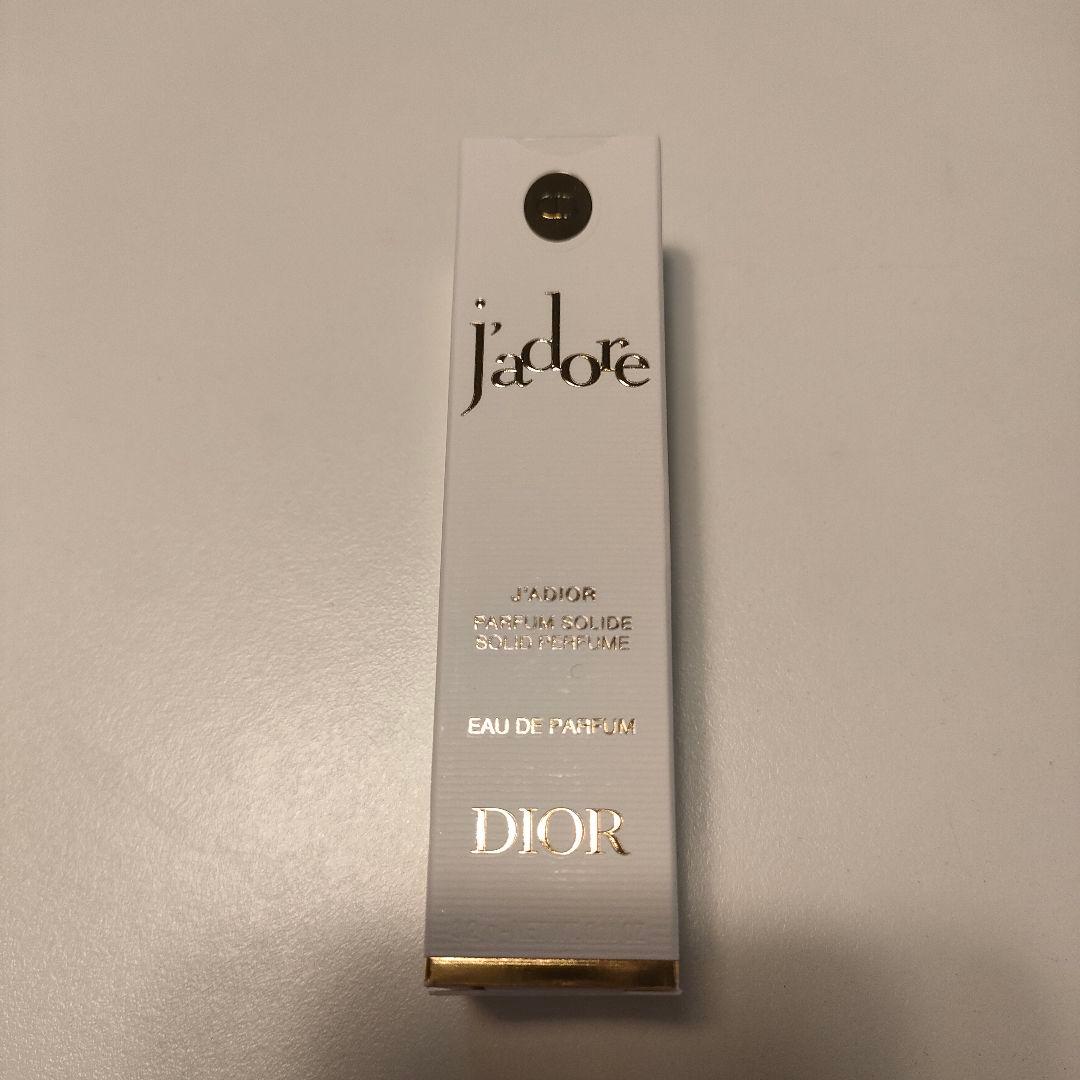 j'adore
J'ADIOR
PARFUM SOLIDE
SOLID PERFUME
EAU DE PARFUM
DIOR